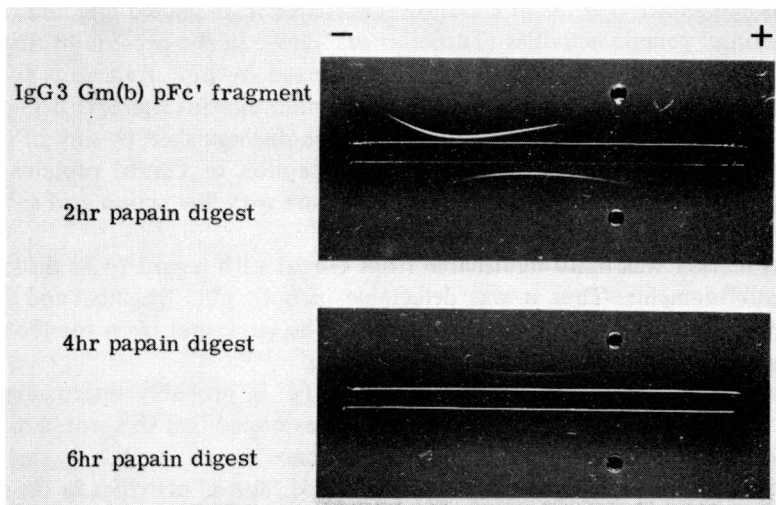 − +
IgG3 Gm(b) pFc' fragment
2hr papain digest
4hr papain digest
6hr papain digest